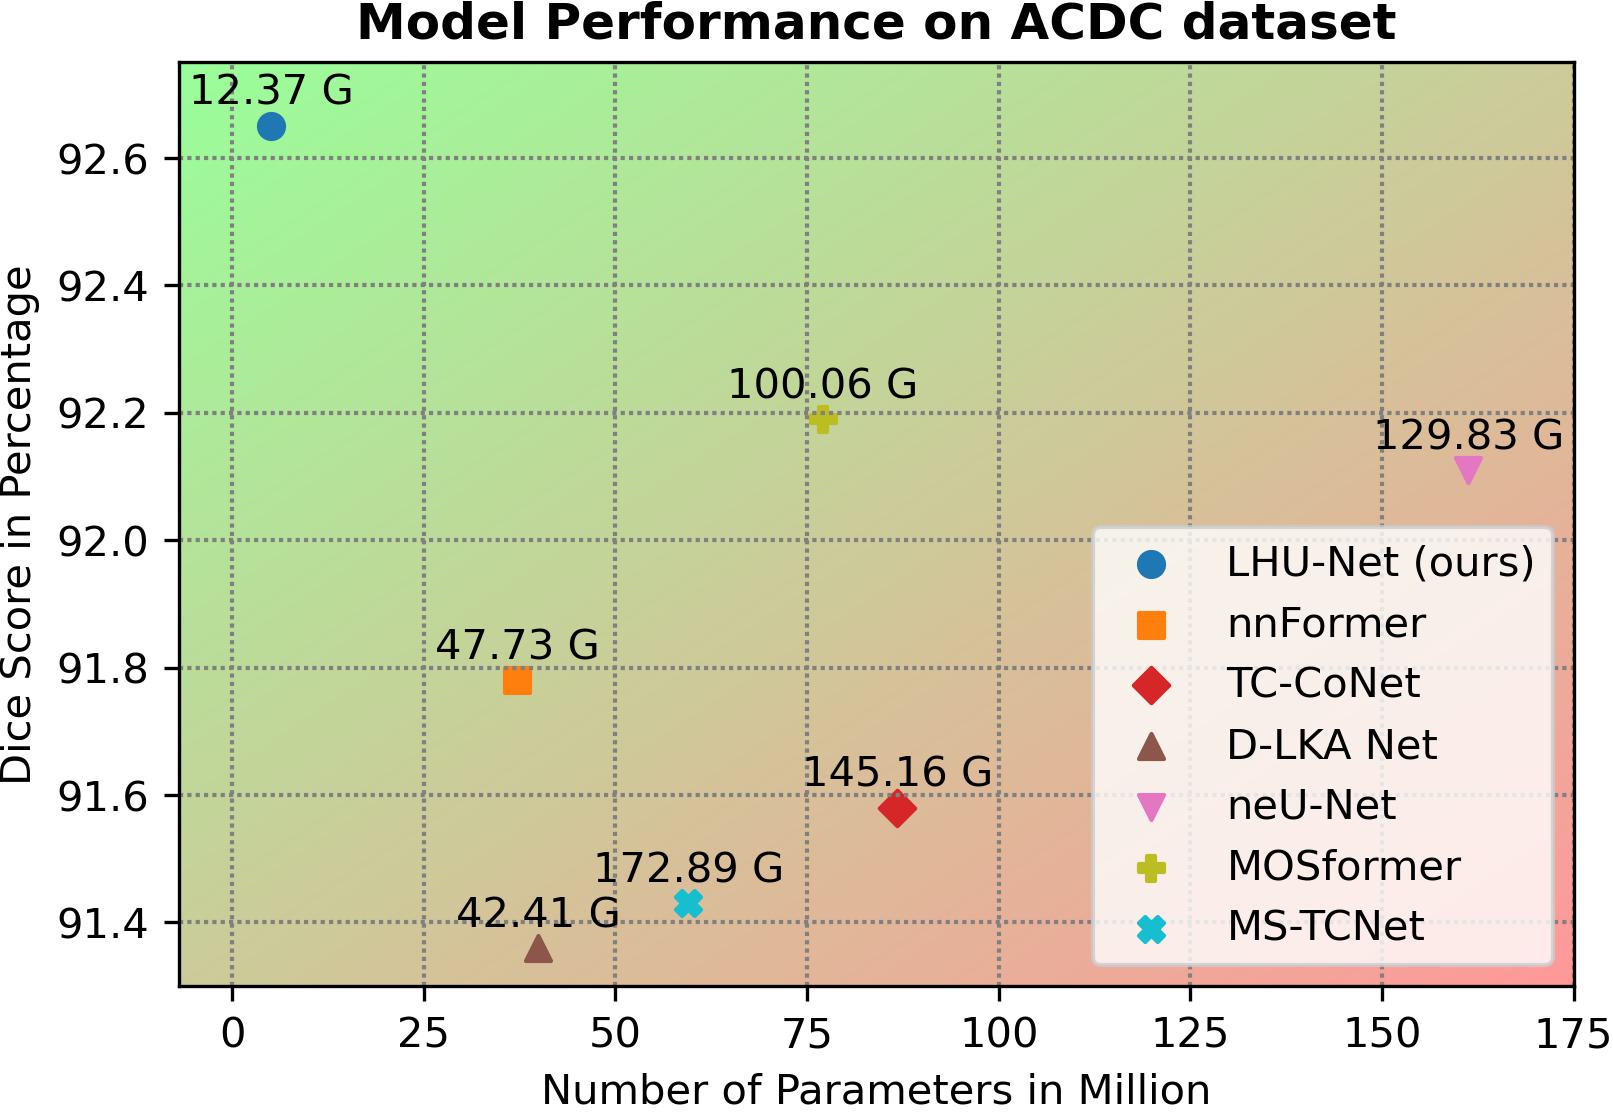 Model Performance on ACDC dataset
Dice Score in Percentage
92.6
92.4
92.2
92.0
91.8
91.6
91.4
12.37 G
100.06 G
129.83 G
47.73 G
145.16 G
172.89 G
42.41 G
LHU-Net (ours)
nnFormer
TC-CoNet
D-LKA Net
neU-Net
MOSformer
MS-TCNet
0 25 50 75 100 125 150 175
Number of Parameters in Million